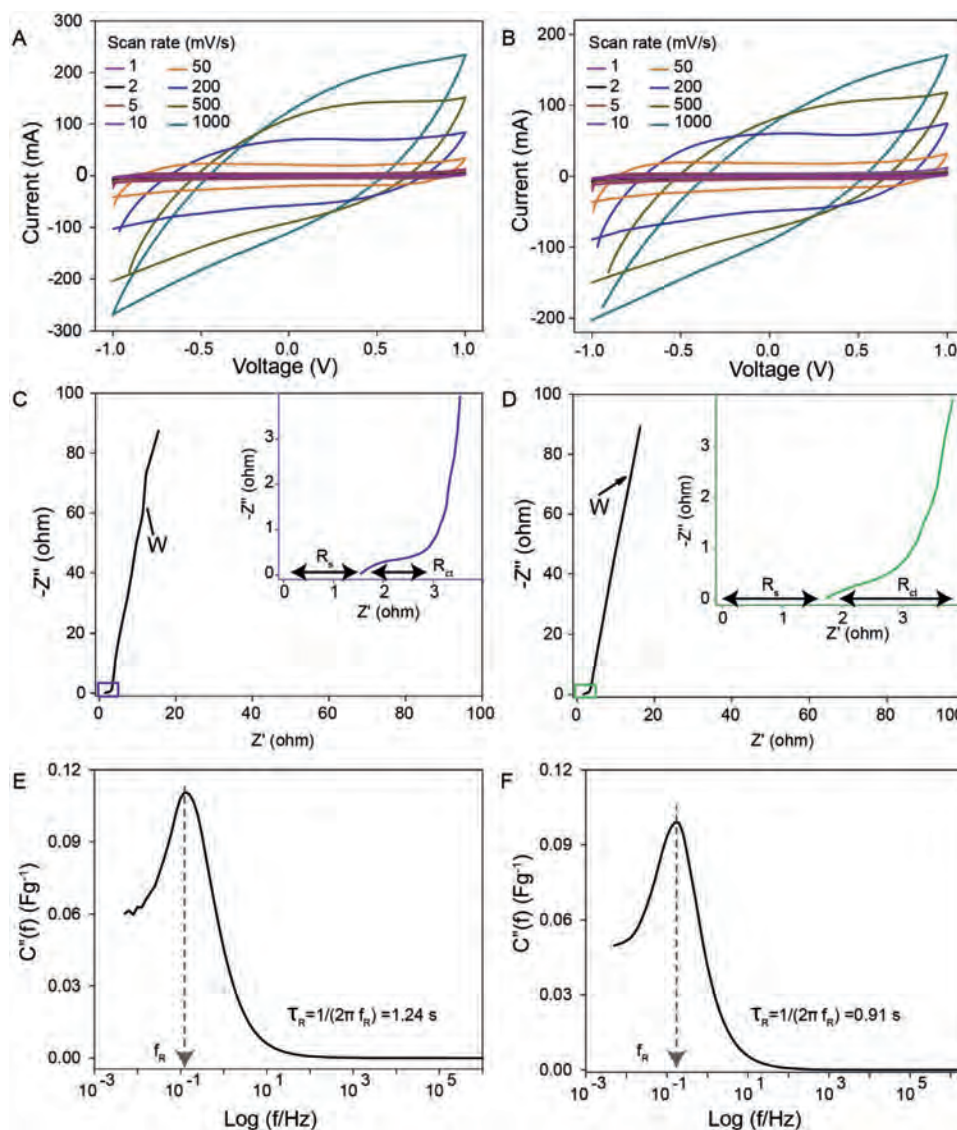 A
Scan rate (mV/s)
1 50
2 200
5 500
10 1000
Current (mA)
300
200
100
0
-100
-200
-300
-1.0 -0.5 0.0 0.5 1.0
Voltage (V)
B
Scan rate (mV/s)
1 50
2 200
5 500
10 1000
Current (mA)
200
100
0
-100
-200
-1.0 -0.5 0.0 0.5 1.0
Voltage (V)
C
-Z'' (ohm)
100
80
60
40
20
0
0 20 40 60 80 100
Z' (ohm)
W
-Z'' (ohm)
3
2
1
0
Rs
Rct
0 1 2 3
Z' (ohm)
D
-Z'' (ohm)
100
80
60
40
20
0
0 20 40 60 80 100
Z' (ohm)
W
-Z'' (ohm)
3
2
1
0
Rs
Rct
0 1 2 3
Z' (ohm)
E
C''(f) (Fg⁻¹)
0.12
0.09
0.06
0.03
0.00
τR=1/(2π fR) =1.24 s
fR
10⁻³ 10⁻¹ 10¹ 10³ 10⁵
Log (f/Hz)
F
C''(f) (Fg⁻¹)
0.12
0.09
0.06
0.03
0.00
τR=1/(2π fR) =0.91 s
fR
10⁻³ 10⁻¹ 10¹ 10³ 10⁵
Log (f/Hz)